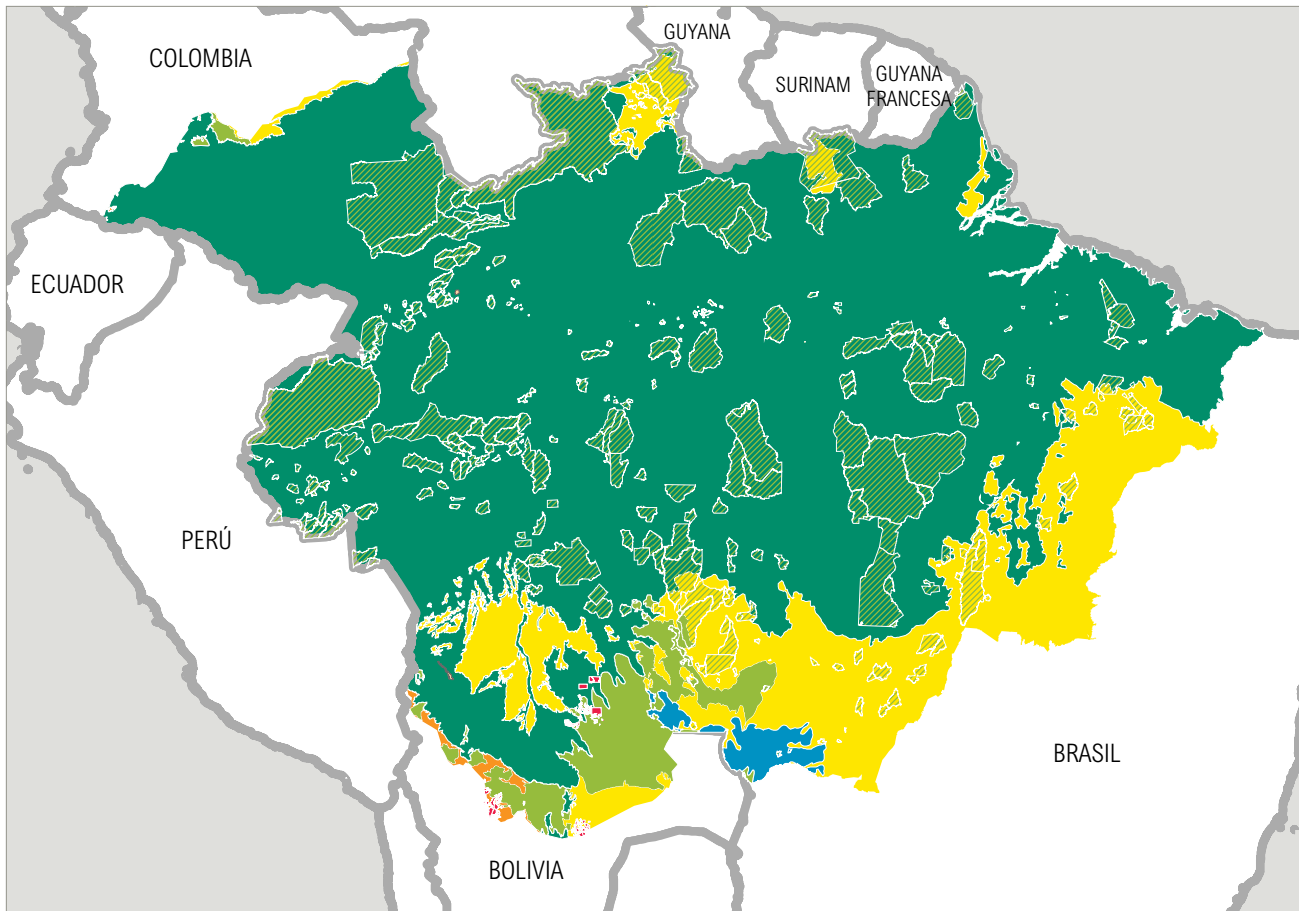 GUYANA
COLOMBIA
SURINAM
GUYANA
FRANCESA
ECUADOR
PERÚ
BRASIL
BOLIVIA